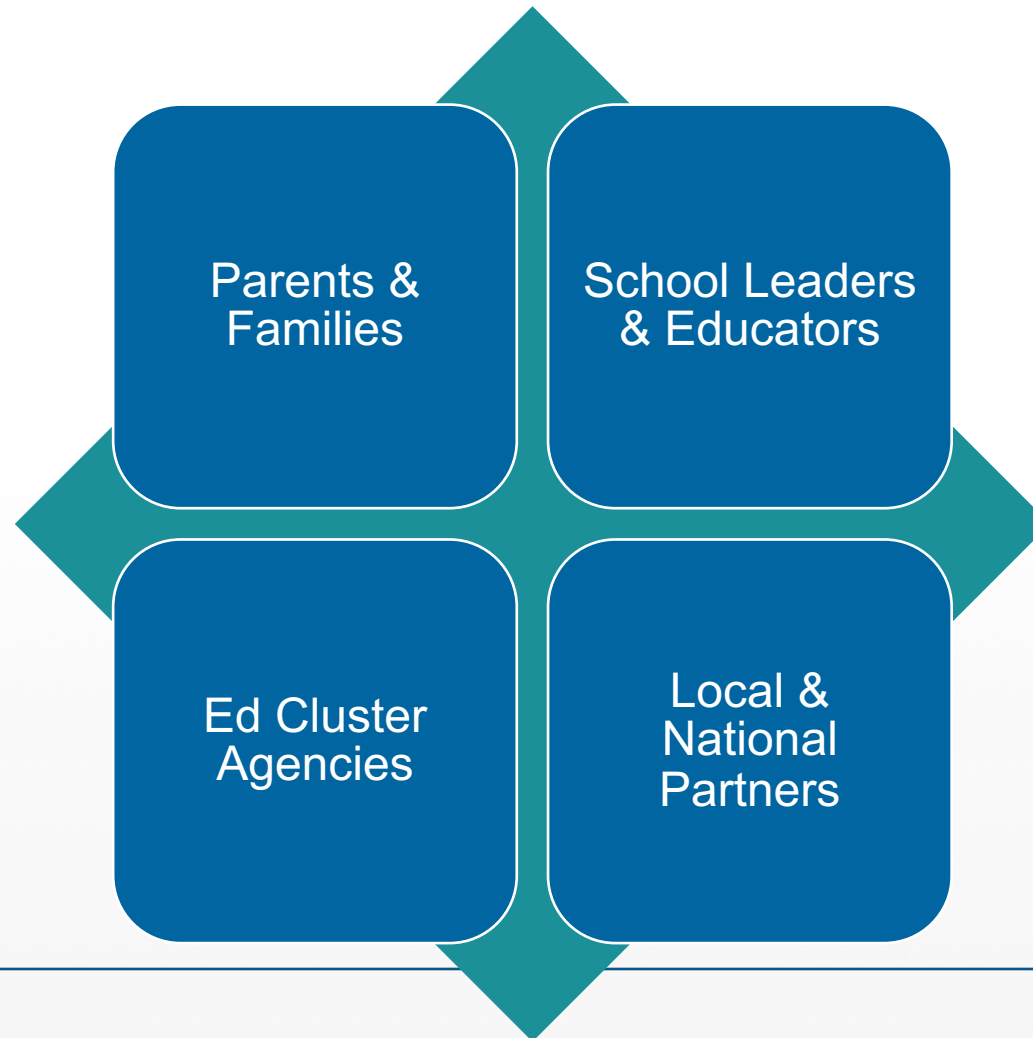 Parents &
Families
School Leaders
& Educators
Ed Cluster
Agencies
Local &
National
Partners